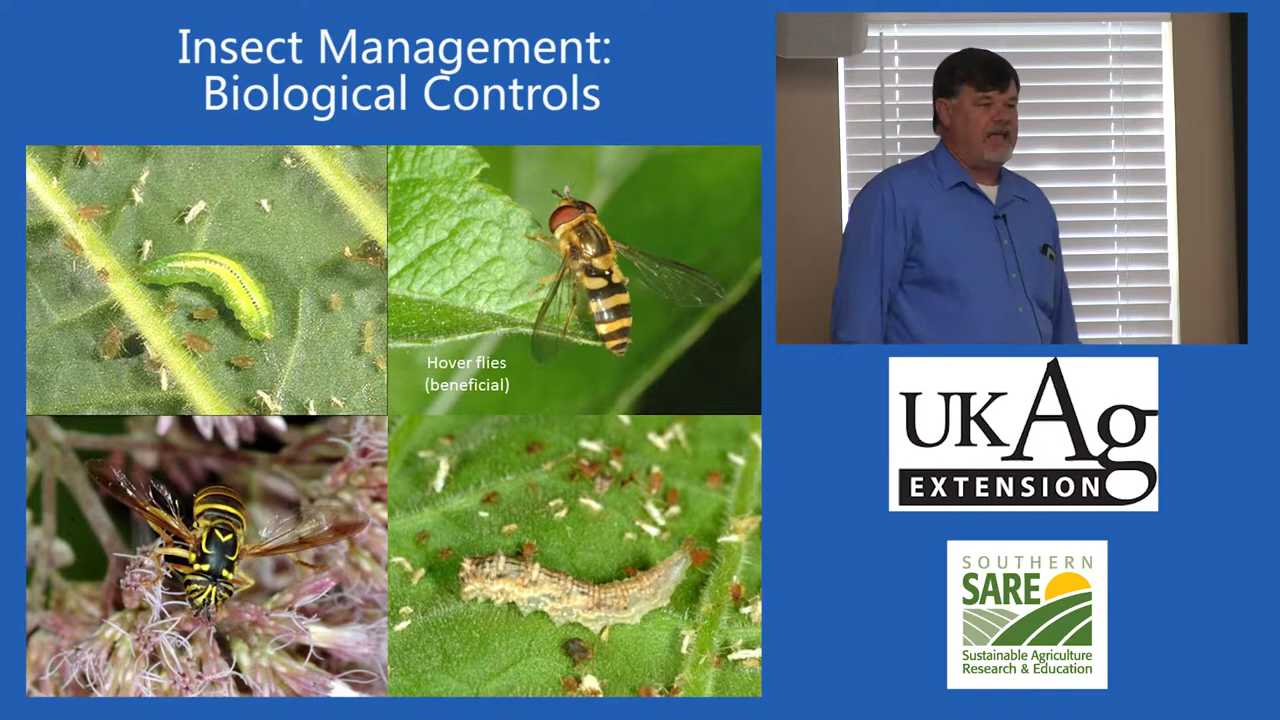 Insect Management:
Biological Controls
Hover flies
(beneficial)
UK Ag
EXTENSION
SOUTHERN
SARE
Sustainable Agriculture
Research & Education